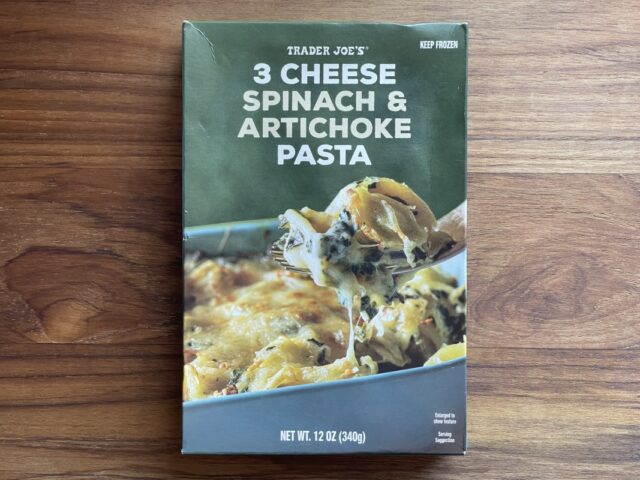 TRADER JOE'S®
KEEP FROZEN
3 CHEESE
SPINACH &
ARTICHOKE
PASTA
Enlarged to
show texture
Serving
Suggestion
NET WT. 12 OZ (340g)